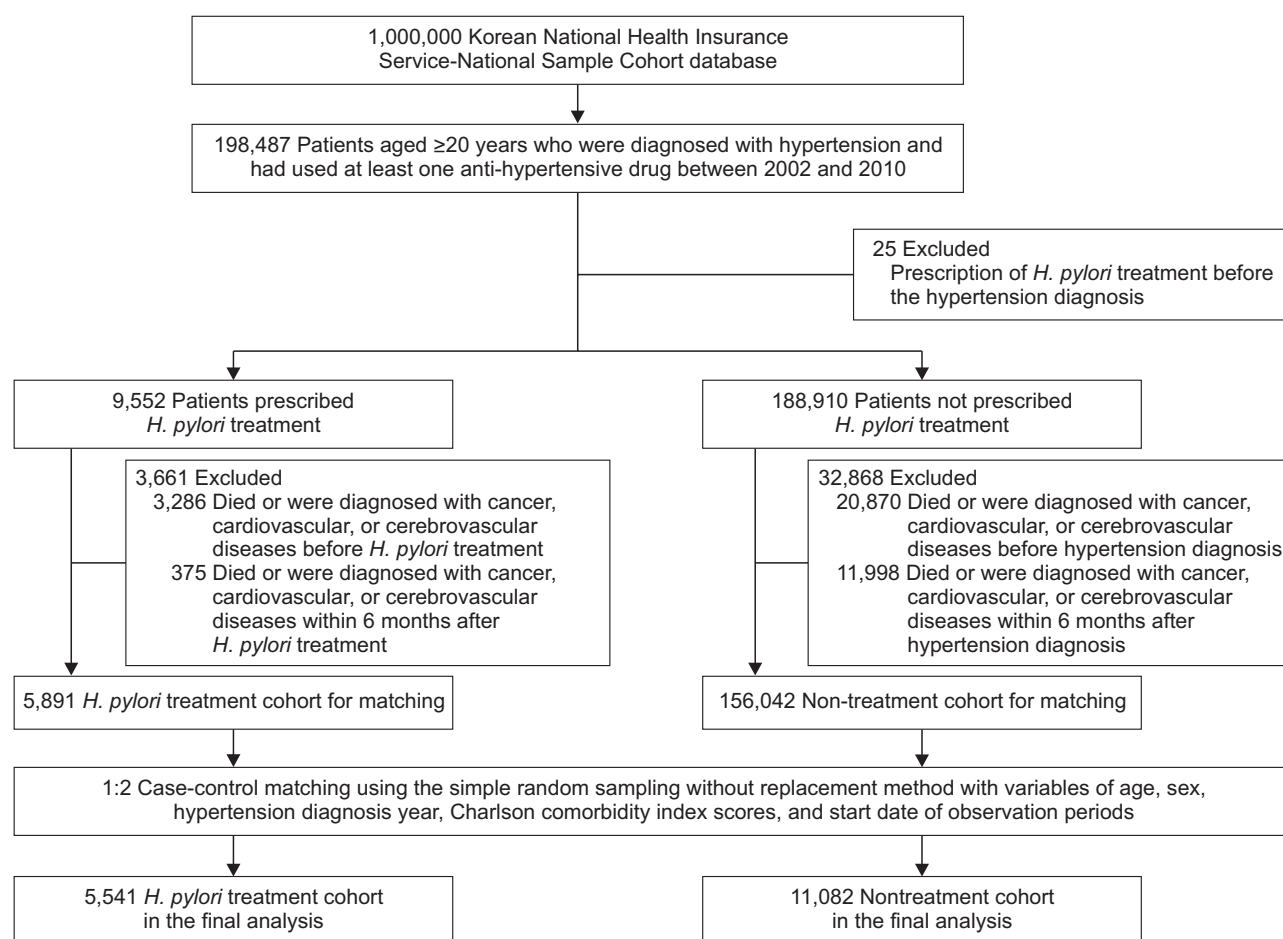 1,000,000 Korean National Health Insurance
Service-National Sample Cohort database
198,487 Patients aged ≥20 years who were diagnosed with hypertension and
had used at least one anti-hypertensive drug between 2002 and 2010
25 Excluded
Prescription of H. pylori treatment before
the hypertension diagnosis
9,552 Patients prescribed
H. pylori treatment
188,910 Patients not prescribed
H. pylori treatment
3,661 Excluded
3,286 Died or were diagnosed with cancer,
cardiovascular, or cerebrovascular
diseases before H. pylori treatment
375 Died or were diagnosed with cancer,
cardiovascular, or cerebrovascular
diseases within 6 months after
H. pylori treatment
32,868 Excluded
20,870 Died or were diagnosed with cancer,
cardiovascular, or cerebrovascular
diseases before hypertension diagnosis
11,998 Died or were diagnosed with cancer,
cardiovascular, or cerebrovascular
diseases within 6 months after
hypertension diagnosis
5,891 H. pylori treatment cohort for matching
156,042 Non-treatment cohort for matching
1:2 Case-control matching using the simple random sampling without replacement method with variables of age, sex,
hypertension diagnosis year, Charlson comorbidity index scores, and start date of observation periods
5,541 H. pylori treatment cohort
in the final analysis
11,082 Nontreatment cohort
in the final analysis